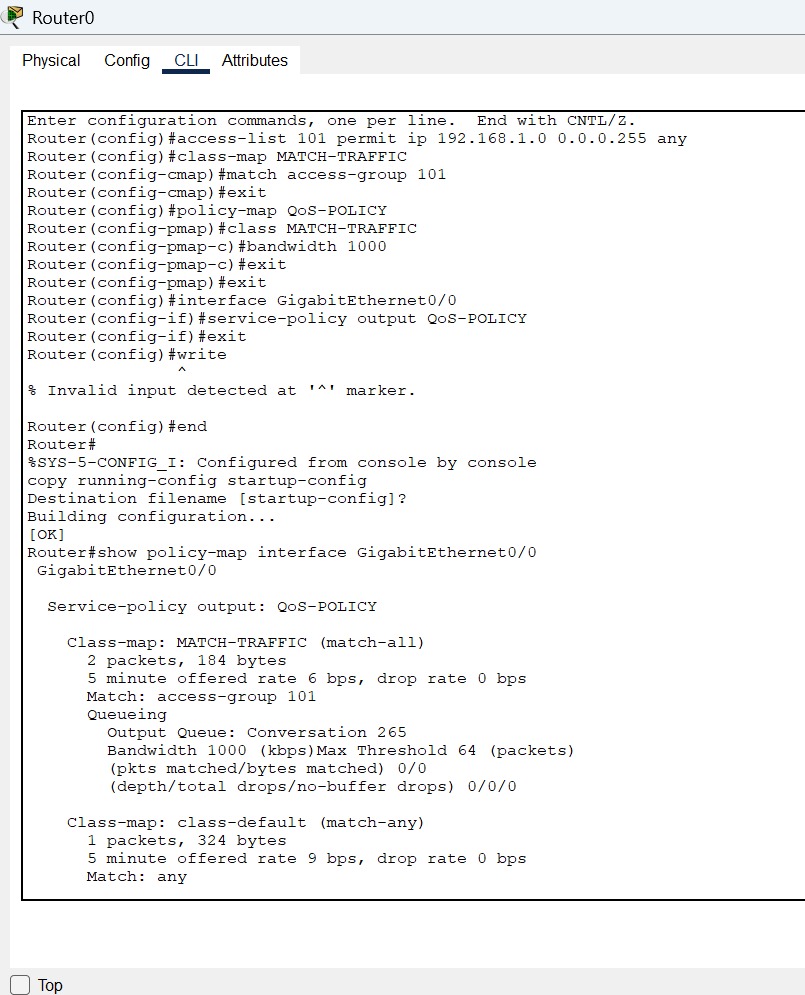 Router0
Physical Config CLI Attributes
Enter configuration commands, one per line.  End with CNTL/Z.
Router(config)#access-list 101 permit ip 192.168.1.0 0.0.0.255 any
Router(config)#class-map MATCH-TRAFFIC
Router(config-cmap)#match access-group 101
Router(config-cmap)#exit
Router(config)#policy-map QoS-POLICY
Router(config-pmap)#class MATCH-TRAFFIC
Router(config-pmap-c)#bandwidth 1000
Router(config-pmap-c)#exit
Router(config-pmap)#exit
Router(config)#interface GigabitEthernet0/0
Router(config-if)#service-policy output QoS-POLICY
Router(config-if)#exit
Router(config)#write
^
% Invalid input detected at '^' marker.
Router(config)#end
Router#
%SYS-5-CONFIG_I: Configured from console by console
copy running-config startup-config
Destination filename [startup-config]?
Building configuration...
[OK]
Router#show policy-map interface GigabitEthernet0/0
GigabitEthernet0/0
Service-policy output: QoS-POLICY
Class-map: MATCH-TRAFFIC (match-all)
2 packets, 184 bytes
5 minute offered rate 6 bps, drop rate 0 bps
Match: access-group 101
Queueing
Output Queue: Conversation 265
Bandwidth 1000 (kbps)Max Threshold 64 (packets)
(pkts matched/bytes matched) 0/0
(depth/total drops/no-buffer drops) 0/0/0
Class-map: class-default (match-any)
1 packets, 324 bytes
5 minute offered rate 9 bps, drop rate 0 bps
Match: any
Top